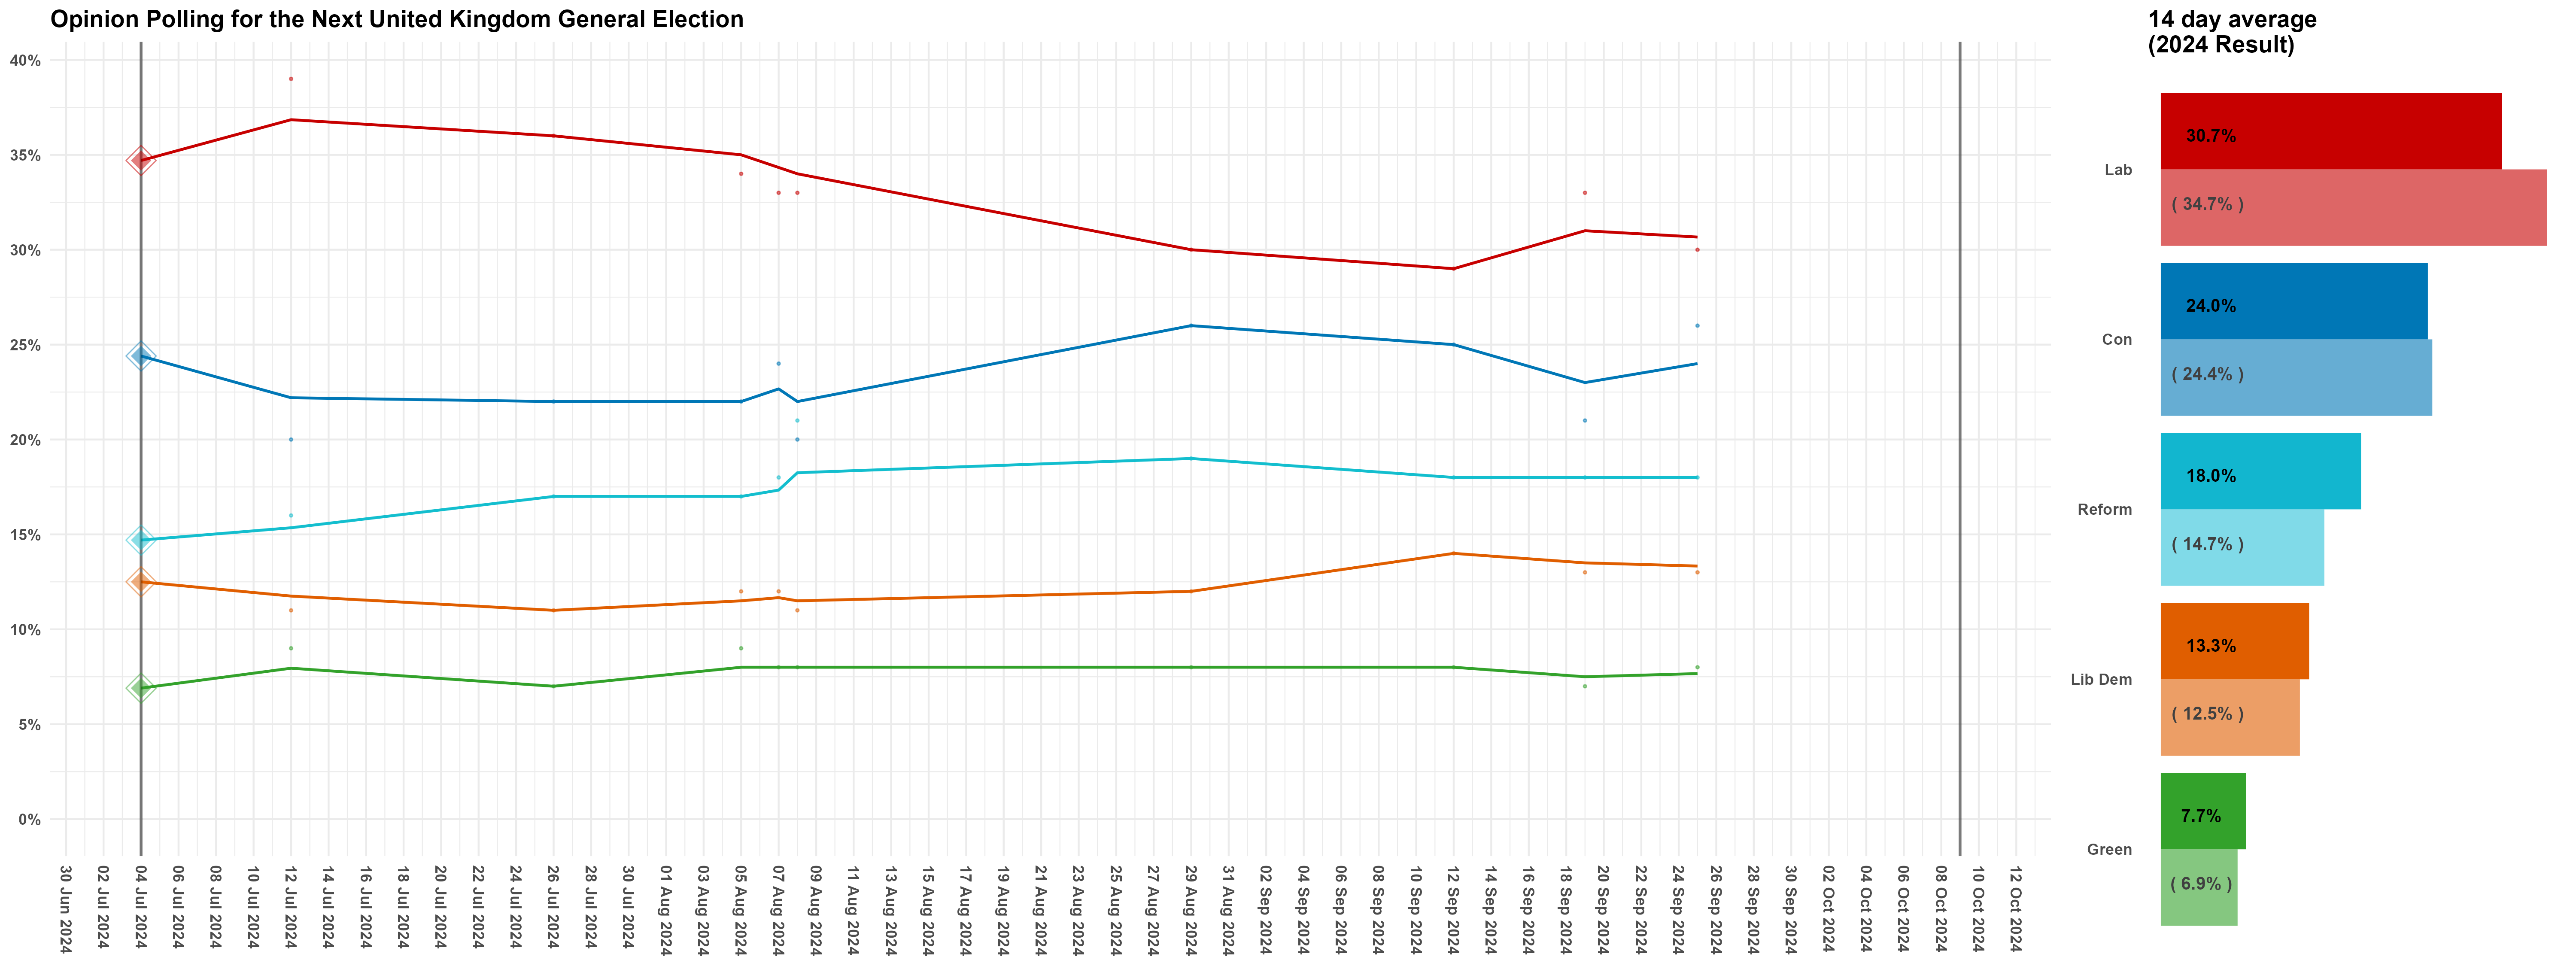 Opinion Polling for the Next United Kingdom General Election
40%
35%
30%
25%
20%
15%
10%
5%
0%
30 Jun 2024
02 Jul 2024
04 Jul 2024
06 Jul 2024
08 Jul 2024
10 Jul 2024
12 Jul 2024
14 Jul 2024
16 Jul 2024
18 Jul 2024
20 Jul 2024
22 Jul 2024
24 Jul 2024
26 Jul 2024
28 Jul 2024
30 Jul 2024
01 Aug 2024
03 Aug 2024
05 Aug 2024
07 Aug 2024
09 Aug 2024
11 Aug 2024
13 Aug 2024
15 Aug 2024
17 Aug 2024
19 Aug 2024
21 Aug 2024
23 Aug 2024
25 Aug 2024
27 Aug 2024
29 Aug 2024
31 Aug 2024
02 Sep 2024
04 Sep 2024
06 Sep 2024
08 Sep 2024
10 Sep 2024
12 Sep 2024
14 Sep 2024
16 Sep 2024
18 Sep 2024
20 Sep 2024
22 Sep 2024
24 Sep 2024
26 Sep 2024
28 Sep 2024
30 Sep 2024
02 Oct 2024
04 Oct 2024
06 Oct 2024
08 Oct 2024
10 Oct 2024
12 Oct 2024
14 day average
(2024 Result)
Lab
30.7%
( 34.7% )
Con
24.0%
( 24.4% )
Reform
18.0%
( 14.7% )
Lib Dem
13.3%
( 12.5% )
Green
7.7%
( 6.9% )